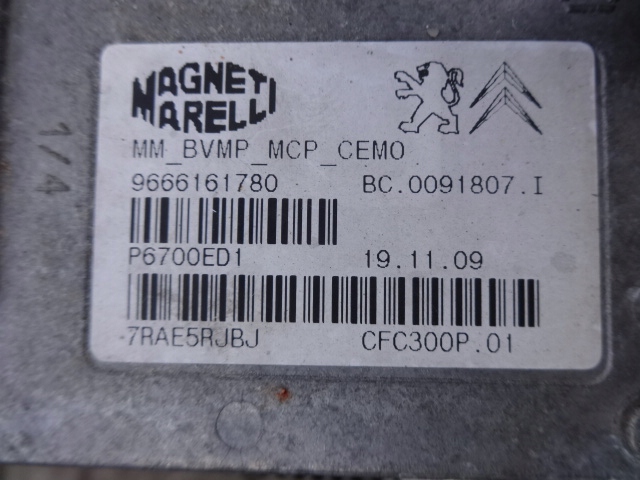 MAGNETI
MARELLI
MM_BVMP_MCP_CEMO
9666161780 BC.0091807.I
P6700ED1 19.11.09
7RAE5RJBJ CFC300P.01
1/4